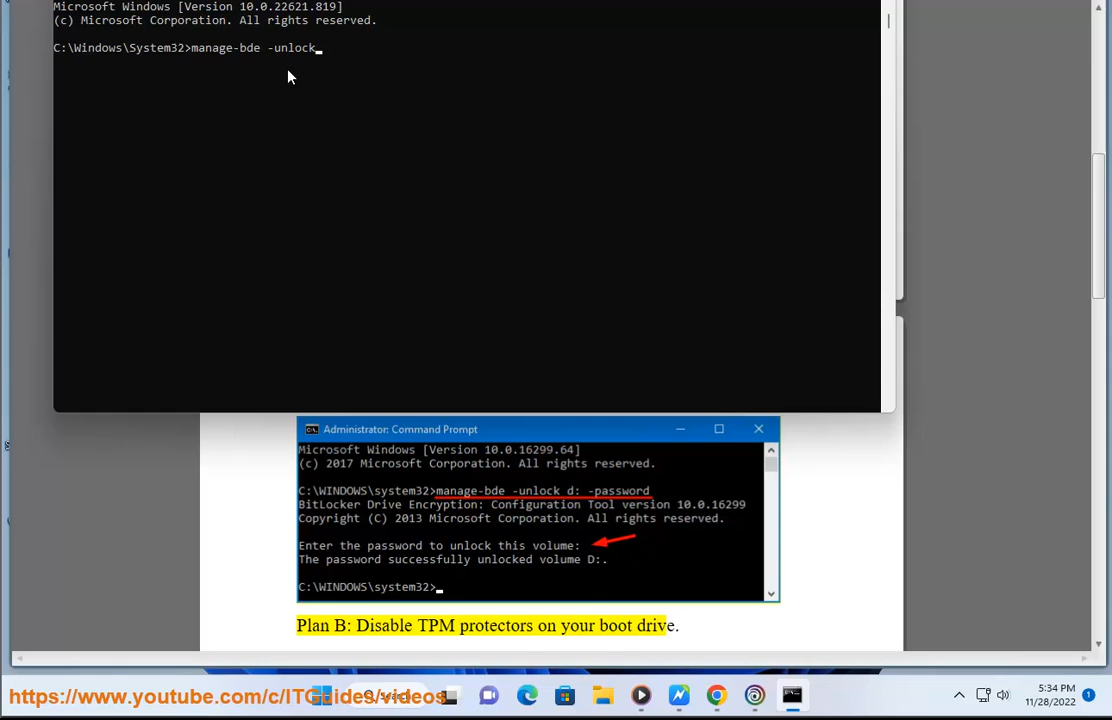 Microsoft Windows [Version 10.0.22621.819]
(c) Microsoft Corporation. All rights reserved.
C:\Windows\System32>manage-bde -unlock
Administrator: Command Prompt
Microsoft Windows [Version 10.0.16299.64]
(c) 2017 Microsoft Corporation. All rights reserved.
C:\WINDOWS\system32>manage-bde -unlock d: -password
BitLocker Drive Encryption: Configuration Tool version 10.0.16299
Copyright (C) 2013 Microsoft Corporation. All rights reserved.
Enter the password to unlock this volume:
The password successfully unlocked volume D:.
C:\WINDOWS\system32>
Plan B: Disable TPM protectors on your boot drive.
https://www.youtube.com/c/ITGuides/videos
Search
5:34 PM
11/28/2022
1